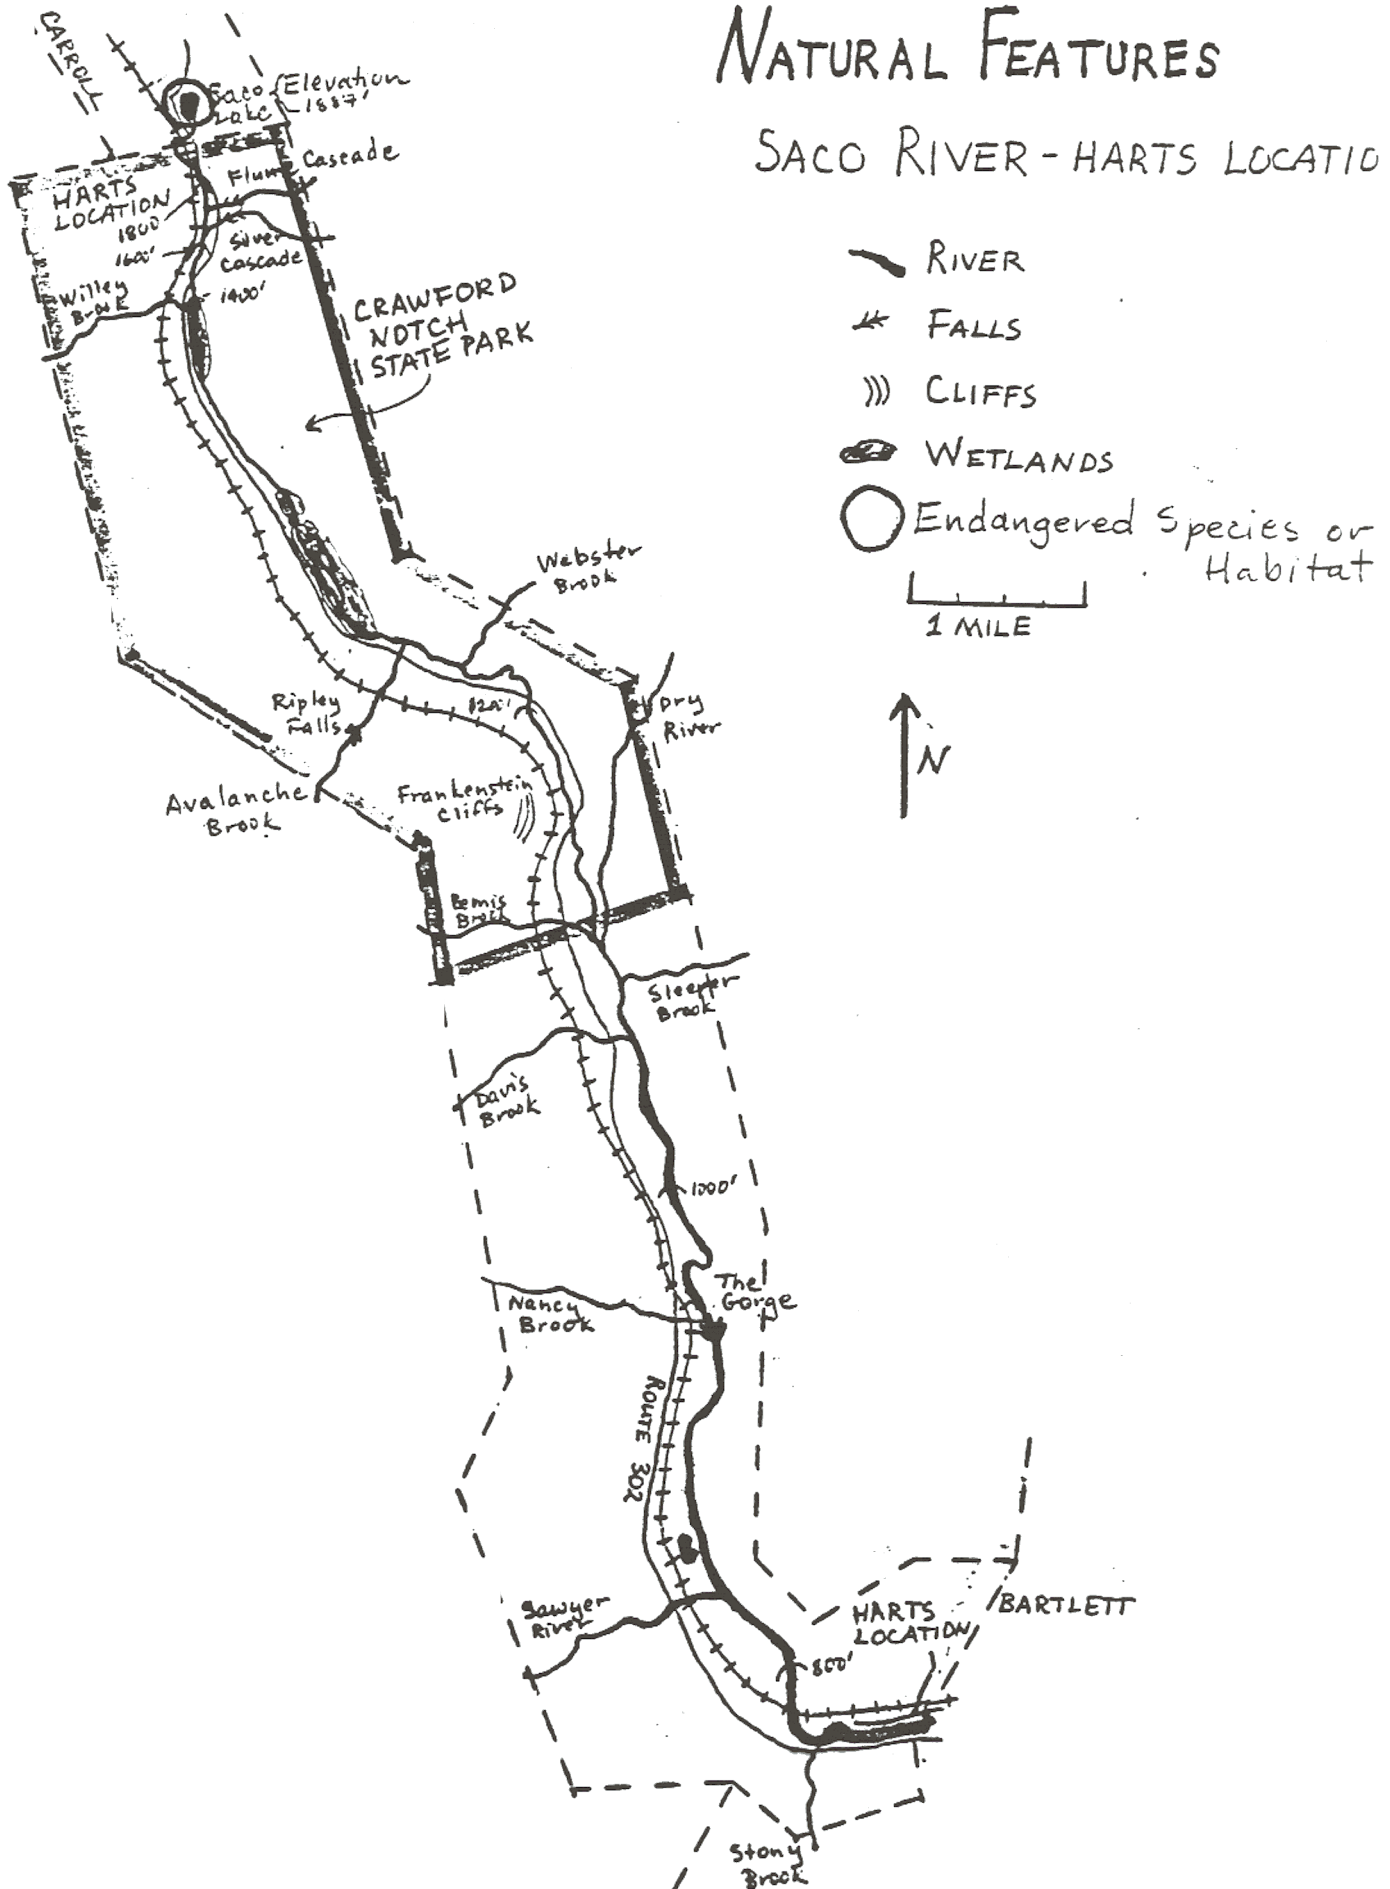 NATURAL FEATURES
SACO RIVER - HARTS LOCATIO
RIVER
FALLS
CLIFFS
WETLANDS
Endangered Species or
Habitat
1 MILE
N
CARROLL
Saco
Lake
Elevation
1887'
Flume
Cascade
HARTS
LOCATION
1800
1600'
Silver
Cascade
Willey
Brook
1400'
CRAWFORD
NOTCH
STATE PARK
Webster
Brook
Ripley
Falls
1200'
Dry
River
Avalanche
Brook
Frankenstein
Cliffs
Bemis
Brook
Sleeper
Brook
Davis
Brook
1000'
The
Gorge
Nancy
Brook
ROUTE 302
Sawyer
River
HARTS
LOCATION
BARTLETT
800'
Stony
Brook